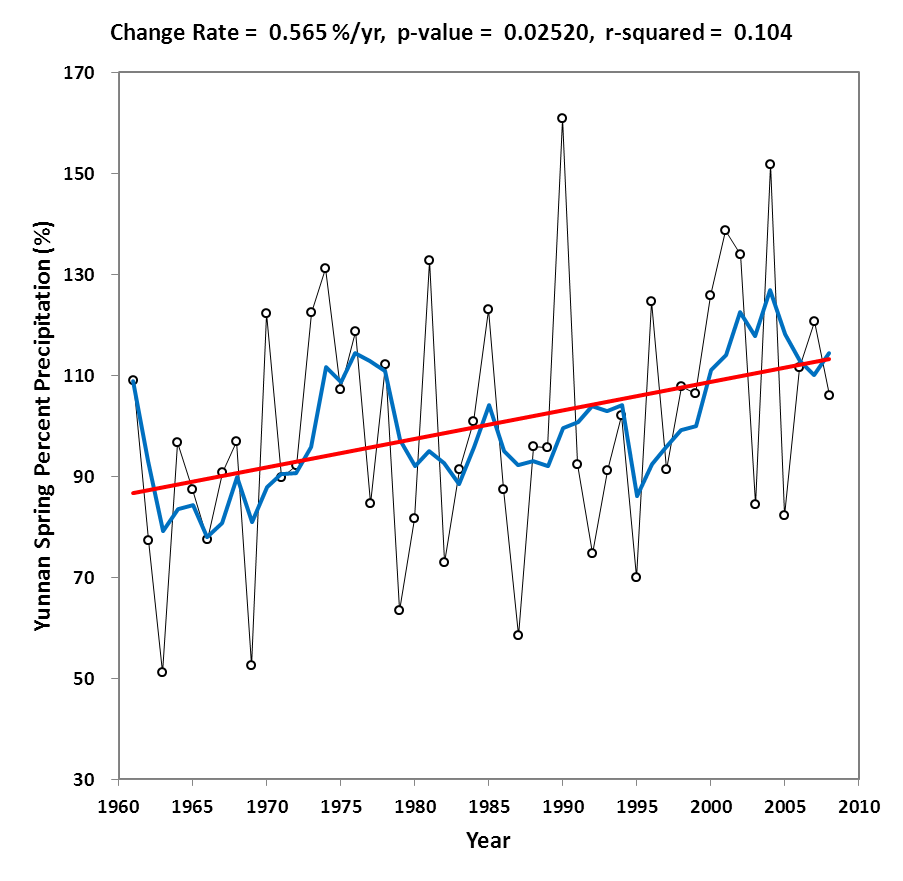 Change Rate = 0.565 %/yr, p-value = 0.02520, r-squared = 0.104
Yunnan Spring Percent Precipitation (%)
170
150
130
110
90
70
50
30
1960 1965 1970 1975 1980 1985 1990 1995 2000 2005 2010
Year